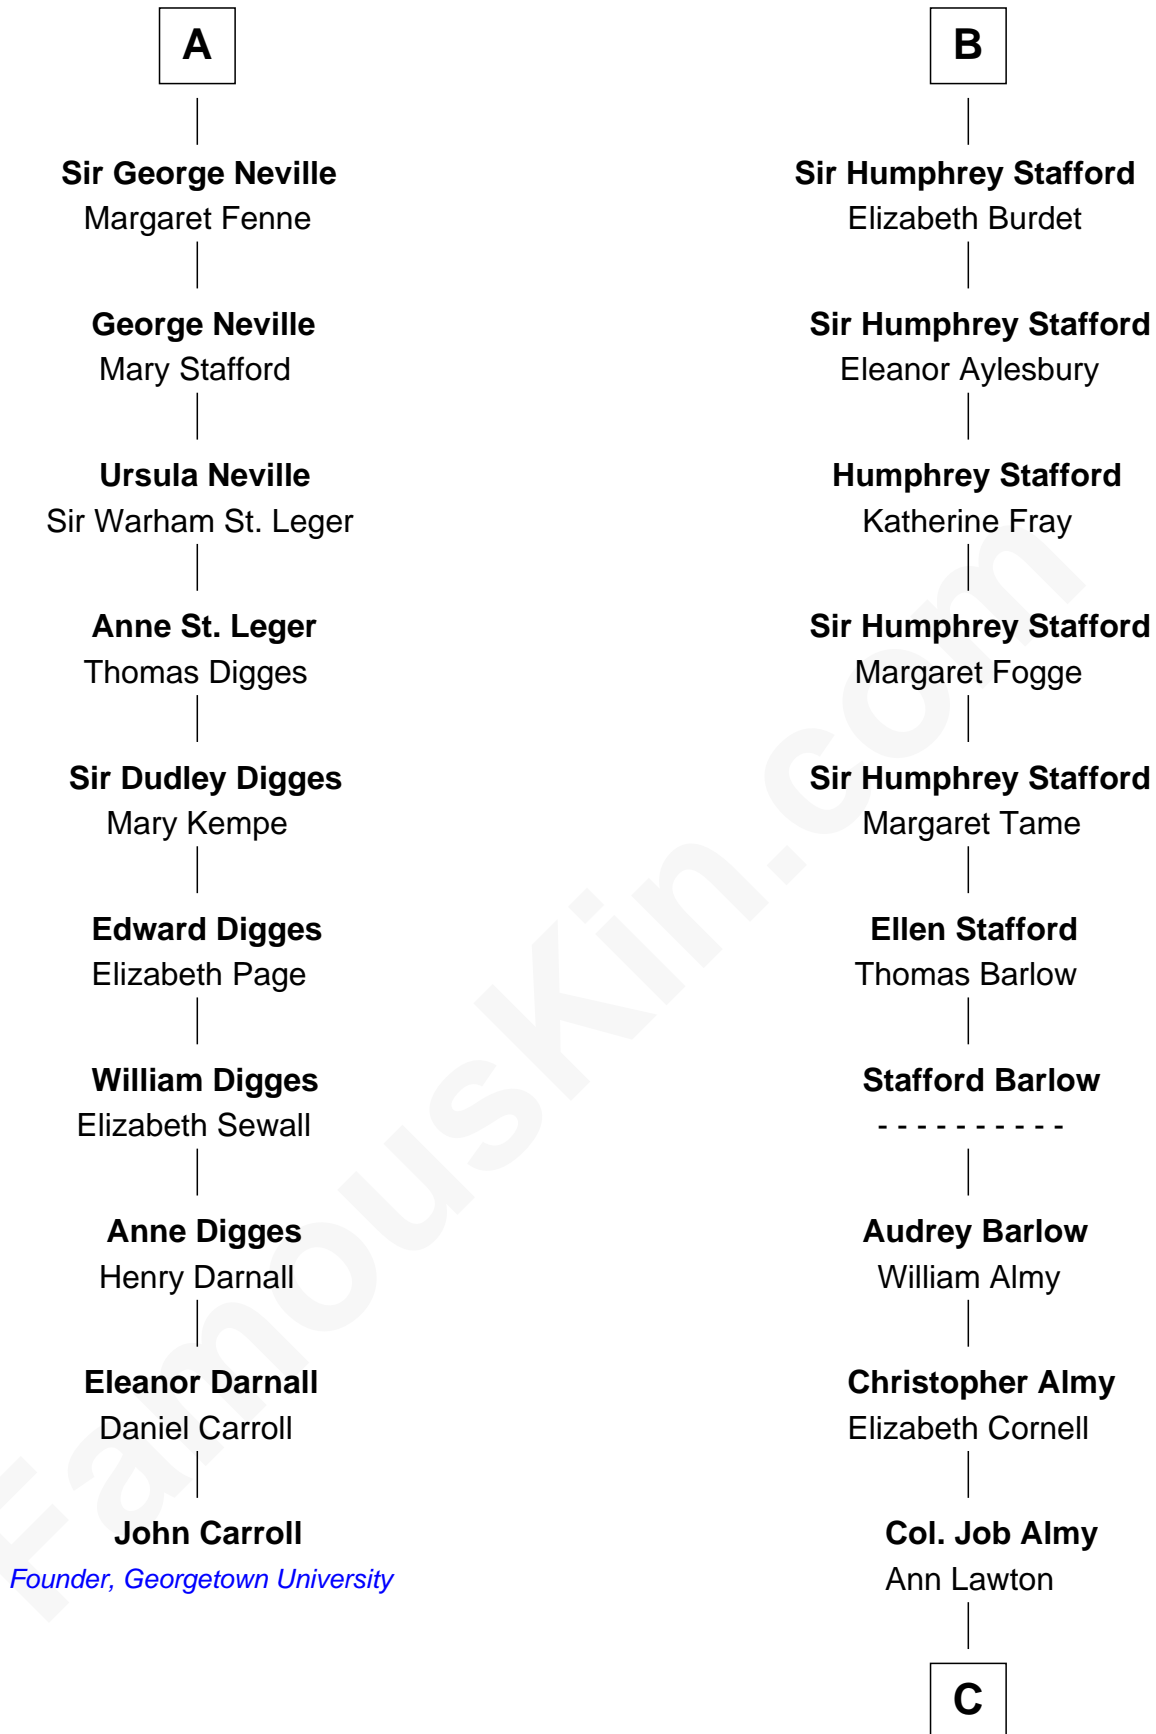 A
Sir George Neville
Margaret Fenne
George Neville
Mary Stafford
Ursula Neville
Sir Warham St. Leger
Anne St. Leger
Thomas Digges
Sir Dudley Digges
Mary Kempe
Edward Digges
Elizabeth Page
William Digges
Elizabeth Sewall
Anne Digges
Henry Darnall
Eleanor Darnall
Daniel Carroll
John Carroll
Founder, Georgetown University
B
Sir Humphrey Stafford
Elizabeth Burdet
Sir Humphrey Stafford
Eleanor Aylesbury
Humphrey Stafford
Katherine Fray
Sir Humphrey Stafford
Margaret Fogge
Sir Humphrey Stafford
Margaret Tame
Ellen Stafford
Thomas Barlow
Stafford Barlow
- - - - - - - - - -
Audrey Barlow
William Almy
Christopher Almy
Elizabeth Cornell
Col. Job Almy
Ann Lawton
C
FamousKin.com